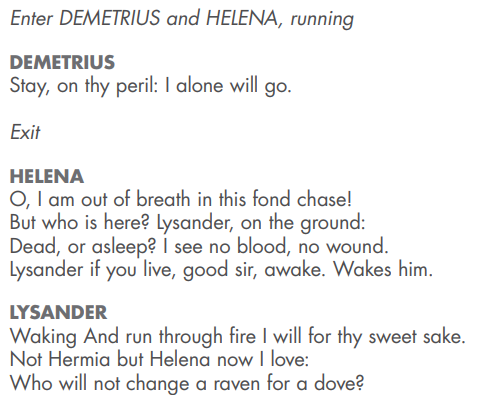 Enter DEMETRIUS and HELENA, running
DEMETRIUS
Stay, on thy peril: I alone will go.
Exit
HELENA
O, I am out of breath in this fond chase!
But who is here? Lysander, on the ground:
Dead, or asleep? I see no blood, no wound.
Lysander if you live, good sir, awake. Wakes him.
LYSANDER
Waking And run through fire I will for thy sweet sake.
Not Hermia but Helena now I love:
Who will not change a raven for a dove?